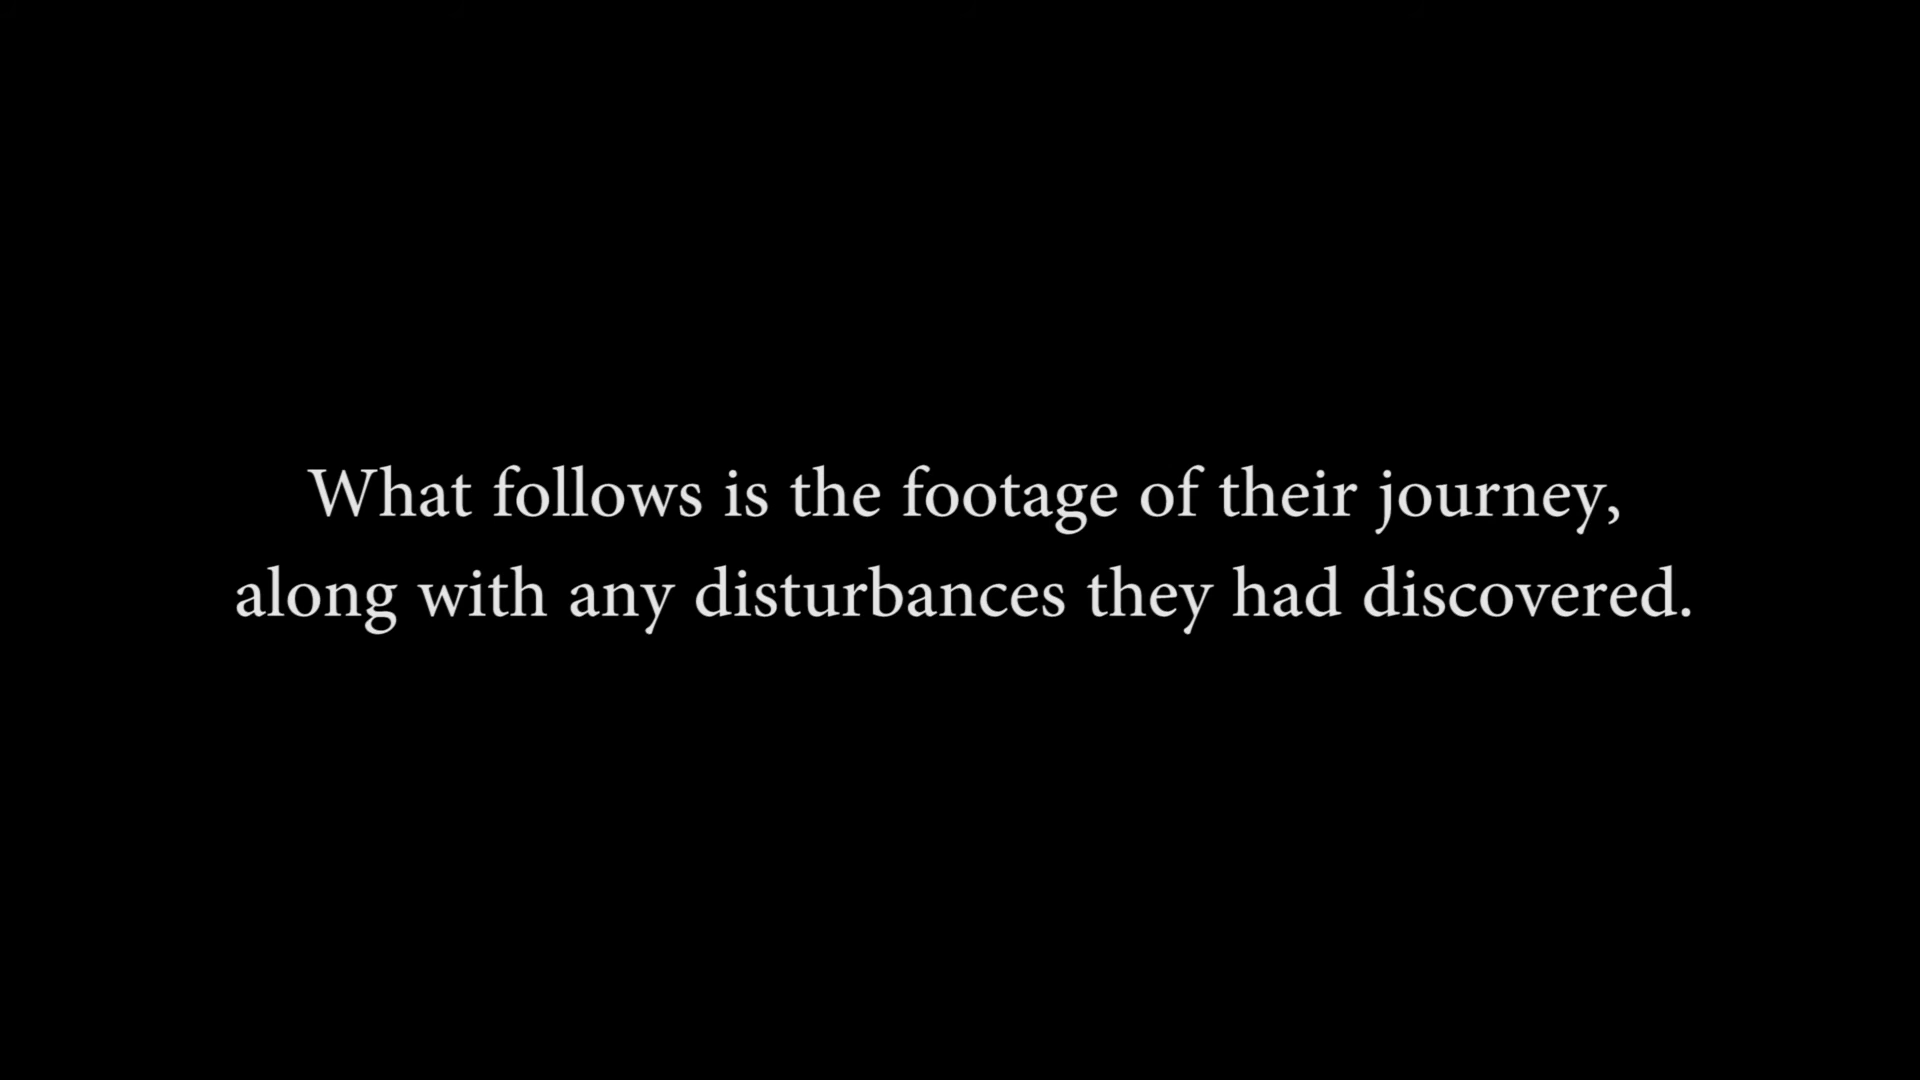 What follows is the footage of their journey,
along with any disturbances they had discovered.